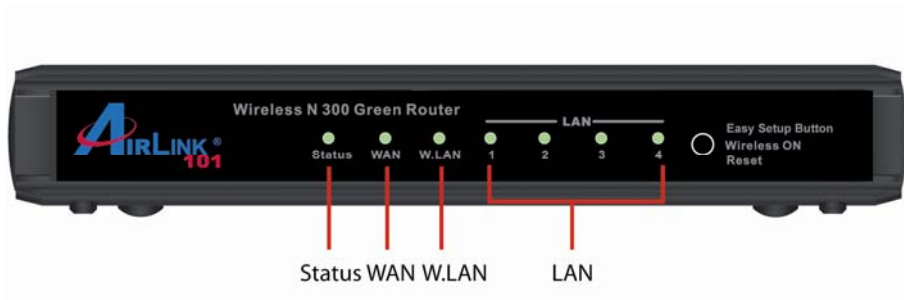 Wireless N 300 Green Router
AIRLINK ®
101
LAN
Status WAN W.LAN 1 2 3 4
Easy Setup Button
Wireless ON
Reset
Status WAN W.LAN LAN